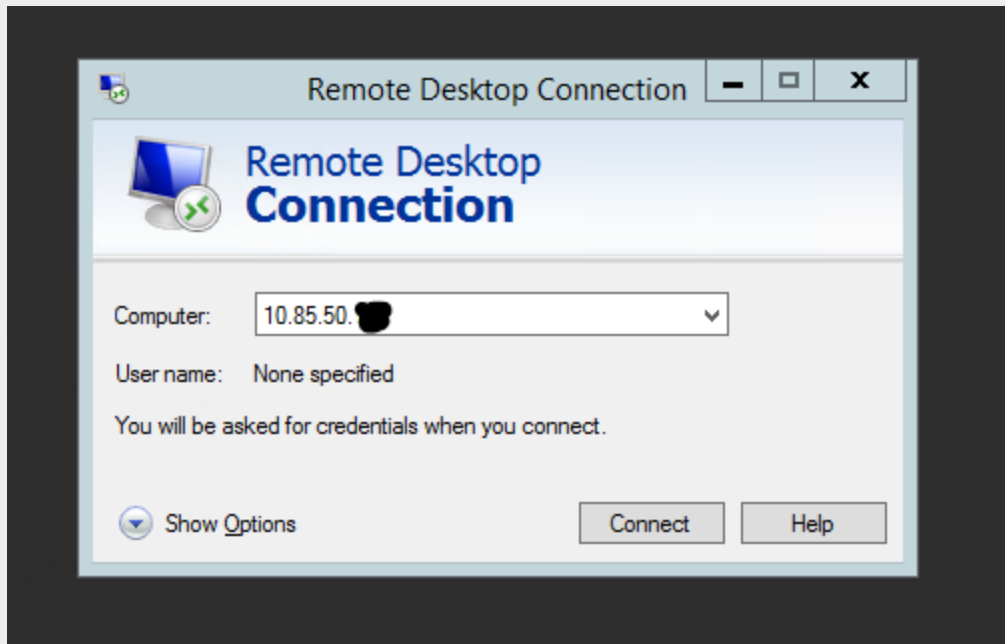 Remote Desktop Connection
Remote Desktop
Connection
Computer: 10.85.50.
User name: None specified
You will be asked for credentials when you connect.
Show Options Connect Help